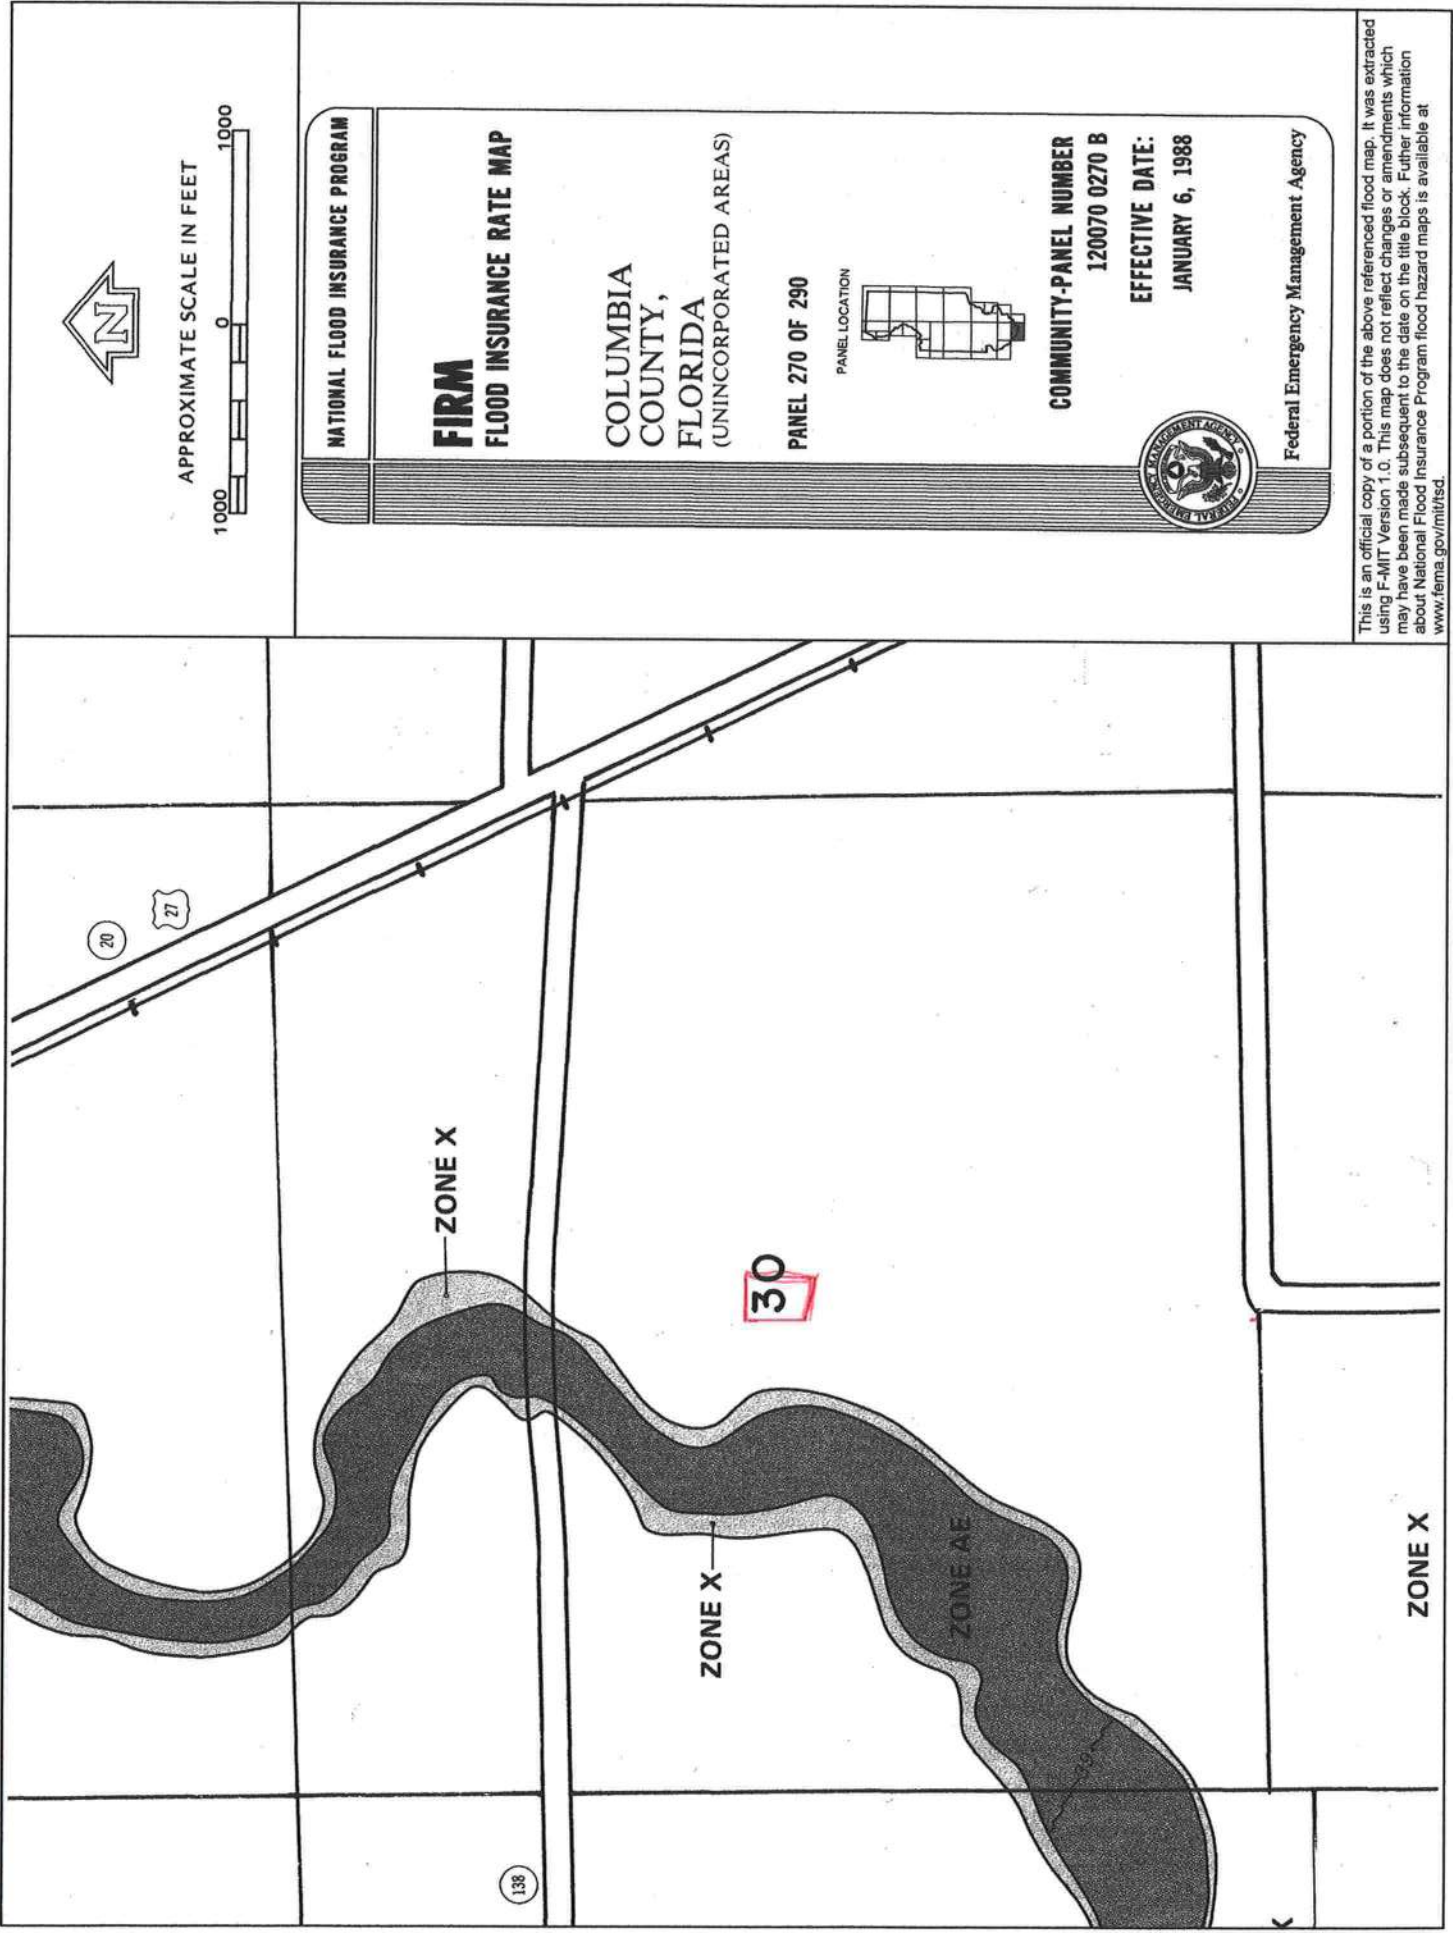 APPROXIMATE SCALE IN FEET
1000 0 1000
NATIONAL FLOOD INSURANCE PROGRAM
FIRM
FLOOD INSURANCE RATE MAP
COLUMBIA
COUNTY,
FLORIDA
(UNINCORPORATED AREAS)
PANEL 270 OF 290
PANEL LOCATION
COMMUNITY-PANEL NUMBER
120070 0270 B
EFFECTIVE DATE:
JANUARY 6, 1988
FEDERAL EMERGENCY MANAGEMENT AGENCY
Federal Emergency Management Agency
This is an official copy of a portion of the above referenced flood map. It was extracted
using F-MIT Version 1.0. This map does not reflect changes or amendments which
may have been made subsequent to the date on the title block. Futher information
about National Flood Insurance Program flood hazard maps is available at
www.fema.gov/mit/tsd.
N
20
27
ZONE X
30
ZONE X
ZONE AE
39
138
ZONE X
X